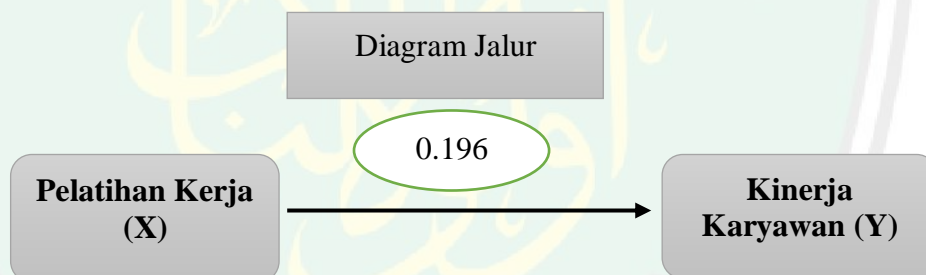 Diagram Jalur
0.196
Pelatihan Kerja
(X)
Kinerja
Karyawan (Y)